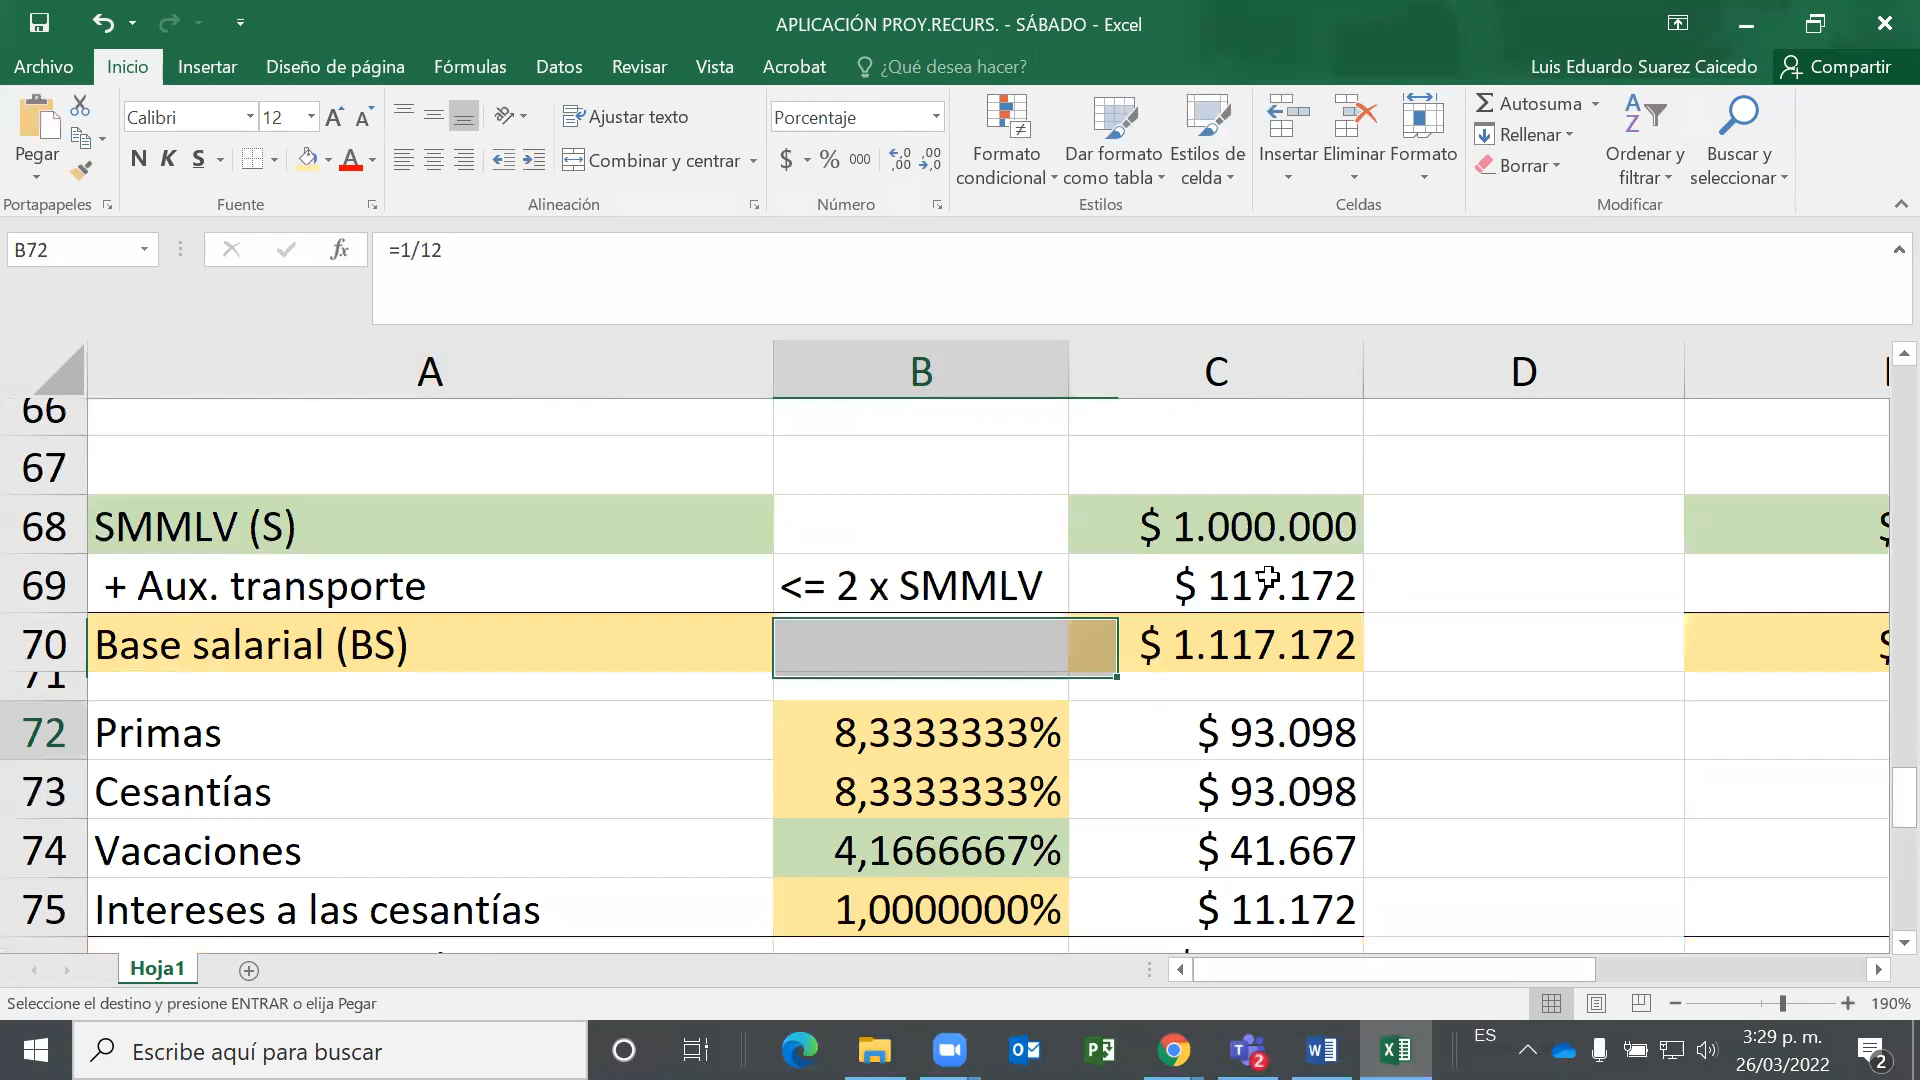 APLICACIÓN PROY.RECURS. - SÁBADO - Excel
Archivo Inicio Insertar Diseño de página Fórmulas Datos Revisar Vista Acrobat ¿Qué desea hacer? Luis Eduardo Suarez Caicedo Compartir
Pegar
Calibri 12
N K S
Ajustar texto
Combinar y centrar
Porcentaje
$ % 000
Formato condicional
Dar formato como tabla
Estilos de celda
Insertar Eliminar Formato
Autosuma
Rellenar
Borrar
Ordenar y filtrar
Buscar y seleccionar
Portapapeles Fuente Alineación Número Estilos Celdas Modificar
B72 fx =1/12
A B C D
66
67
68 SMMLV (S) $ 1.000.000 $
69 + Aux. transporte <= 2 x SMMLV $ 117.172
70 Base salarial (BS) $ 1.117.172 $
71
72 Primas 8,3333333% $ 93.098
73 Cesantías 8,3333333% $ 93.098
74 Vacaciones 4,1666667% $ 41.667
75 Intereses a las cesantías 1,0000000% $ 11.172
Hoja1
Seleccione el destino y presione ENTRAR o elija Pegar 190%
Escribe aquí para buscar
2
ES
3:29 p. m.
26/03/2022
2